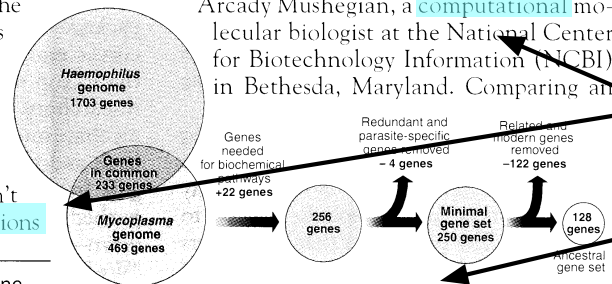 he
Arcady Mushegian, a computational mo-
s
lecular biologist at the National Center
for Biotechnology Information (NCBI)
in Bethesda, Maryland. Comparing an
Haemophilus
genome
1703 genes
Genes
in common
233 genes
Mycoplasma
genome
469 genes
Genes
needed
for biochemical
pathways
+22 genes
256
genes
Redundant and
parasite-specific
genes removed
– 4 genes
Minimal
gene set
250 genes
Related and
modern genes
removed
–122 genes
128
genes
Ancestral
gene set
't
ions